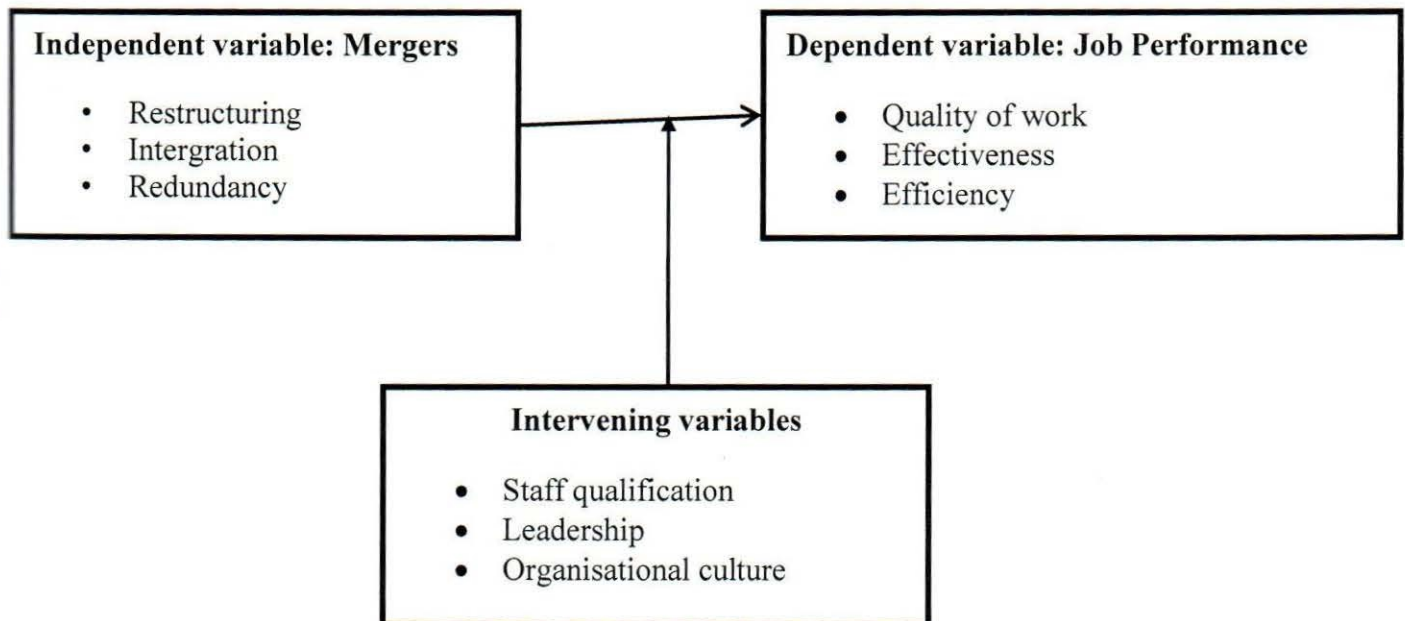 Independent variable: Mergers
• Restructuring
• Intergration
• Redundancy
Dependent variable: Job Performance
• Quality of work
• Effectiveness
• Efficiency
Intervening variables
• Staff qualification
• Leadership
• Organisational culture